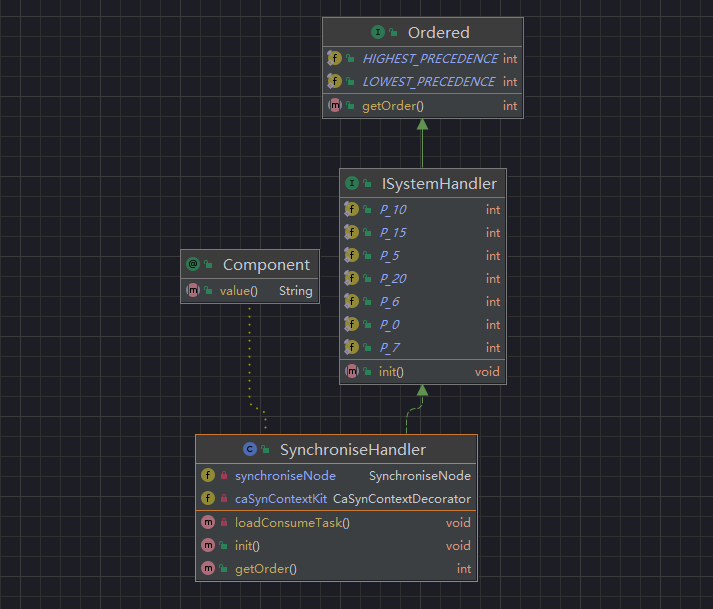 Ordered
HIGHEST_PRECEDENCE int
LOWEST_PRECEDENCE int
getOrder() int
ISystemHandler
P_10 int
P_15 int
P_5 int
P_20 int
P_6 int
P_0 int
P_7 int
init() void
Component
value() String
SynchroniseHandler
synchroniseNode SynchroniseNode
caSynContextKit CaSynContextDecorator
loadConsumeTask() void
init() void
getOrder() int